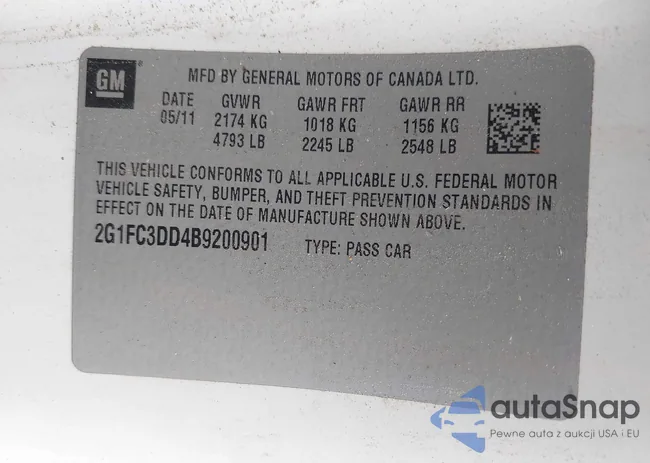 GM
MFD BY GENERAL MOTORS OF CANADA LTD.
DATE GVWR GAWR FRT GAWR RR
05/11 2174 KG 1018 KG 1156 KG
4793 LB 2245 LB 2548 LB
THIS VEHICLE CONFORMS TO ALL APPLICABLE U.S. FEDERAL MOTOR
VEHICLE SAFETY, BUMPER, AND THEFT PREVENTION STANDARDS IN
EFFECT ON THE DATE OF MANUFACTURE SHOWN ABOVE.
2G1FC3DD4B9200901 TYPE: PASS CAR
autaSnap
Pewne auta z aukcji USA i EU